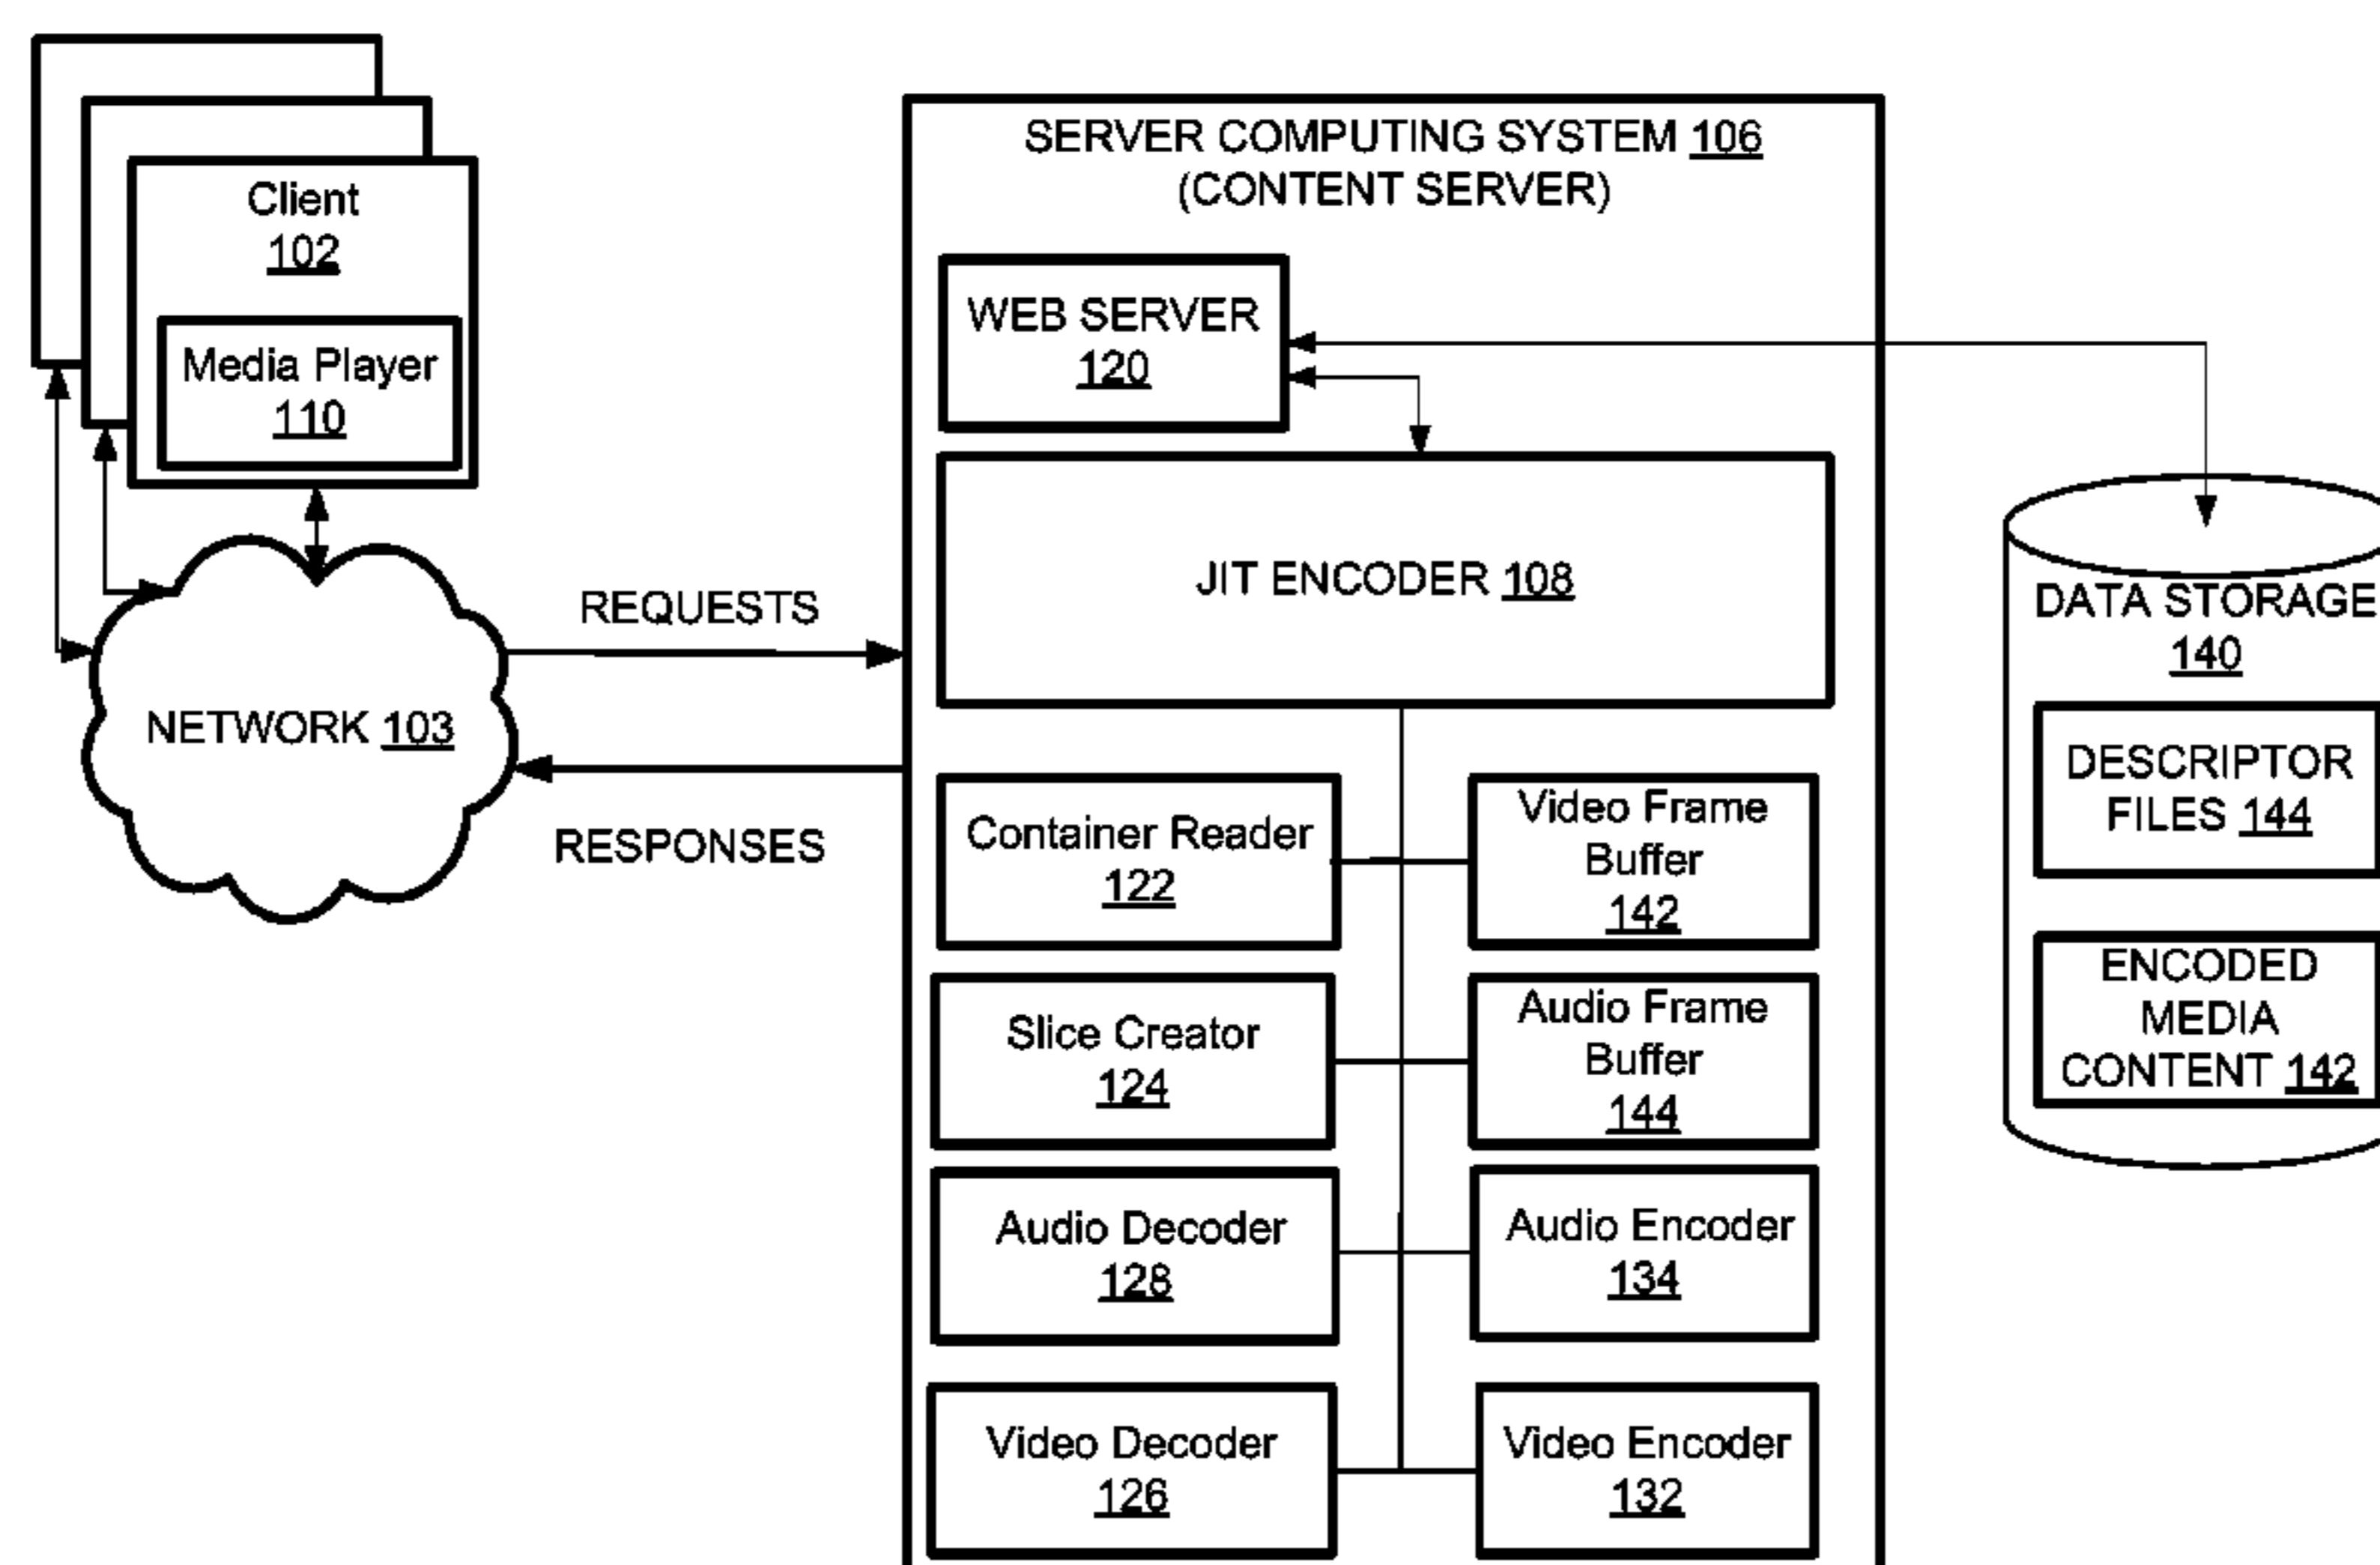 Client
102
Media Player
110
NETWORK 103
REQUESTS
RESPONSES
SERVER COMPUTING SYSTEM 106
(CONTENT SERVER)
WEB SERVER
120
JIT ENCODER 108
Container Reader
122
Video Frame
Buffer
142
Slice Creator
124
Audio Frame
Buffer
144
Audio Decoder
128
Audio Encoder
134
Video Decoder
126
Video Encoder
132
DATA STORAGE
140
DESCRIPTOR
FILES 144
ENCODED
MEDIA
CONTENT 142